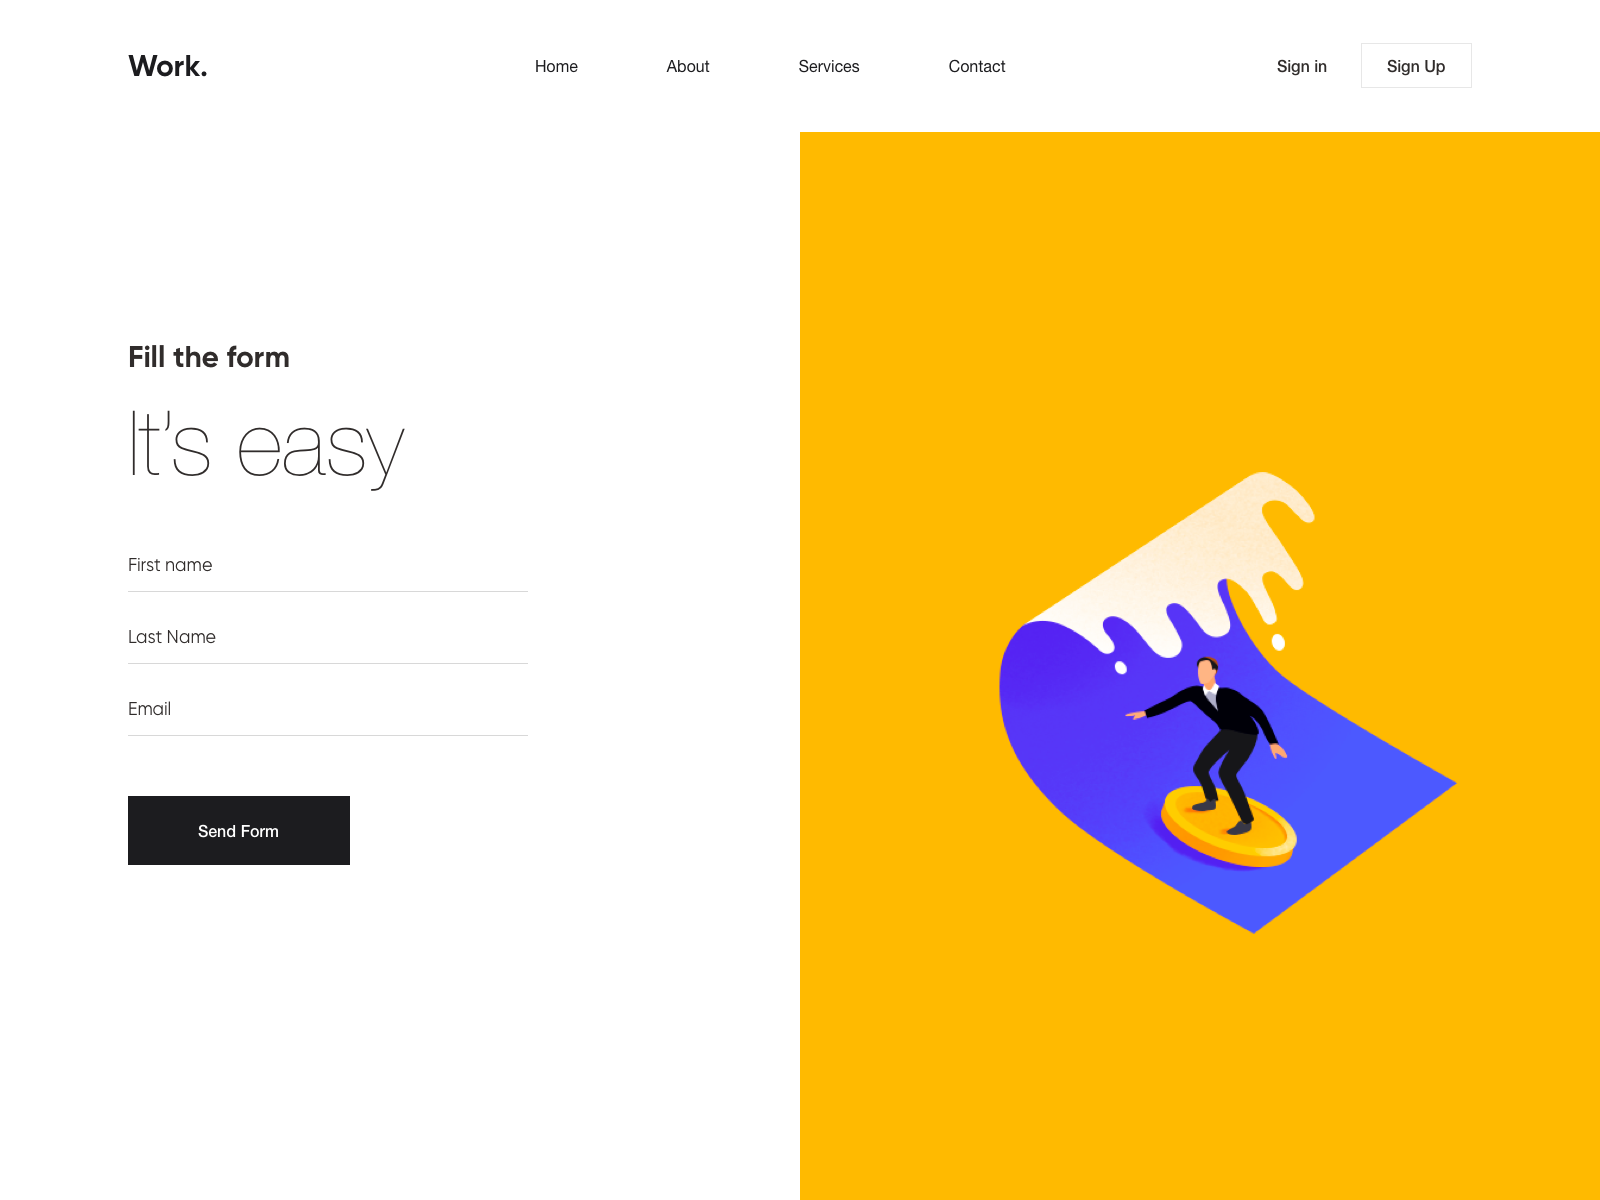 Work.
Home
About
Services
Contact
Sign in
Sign Up
Fill the form
It's easy
First name
Last Name
Email
Send Form